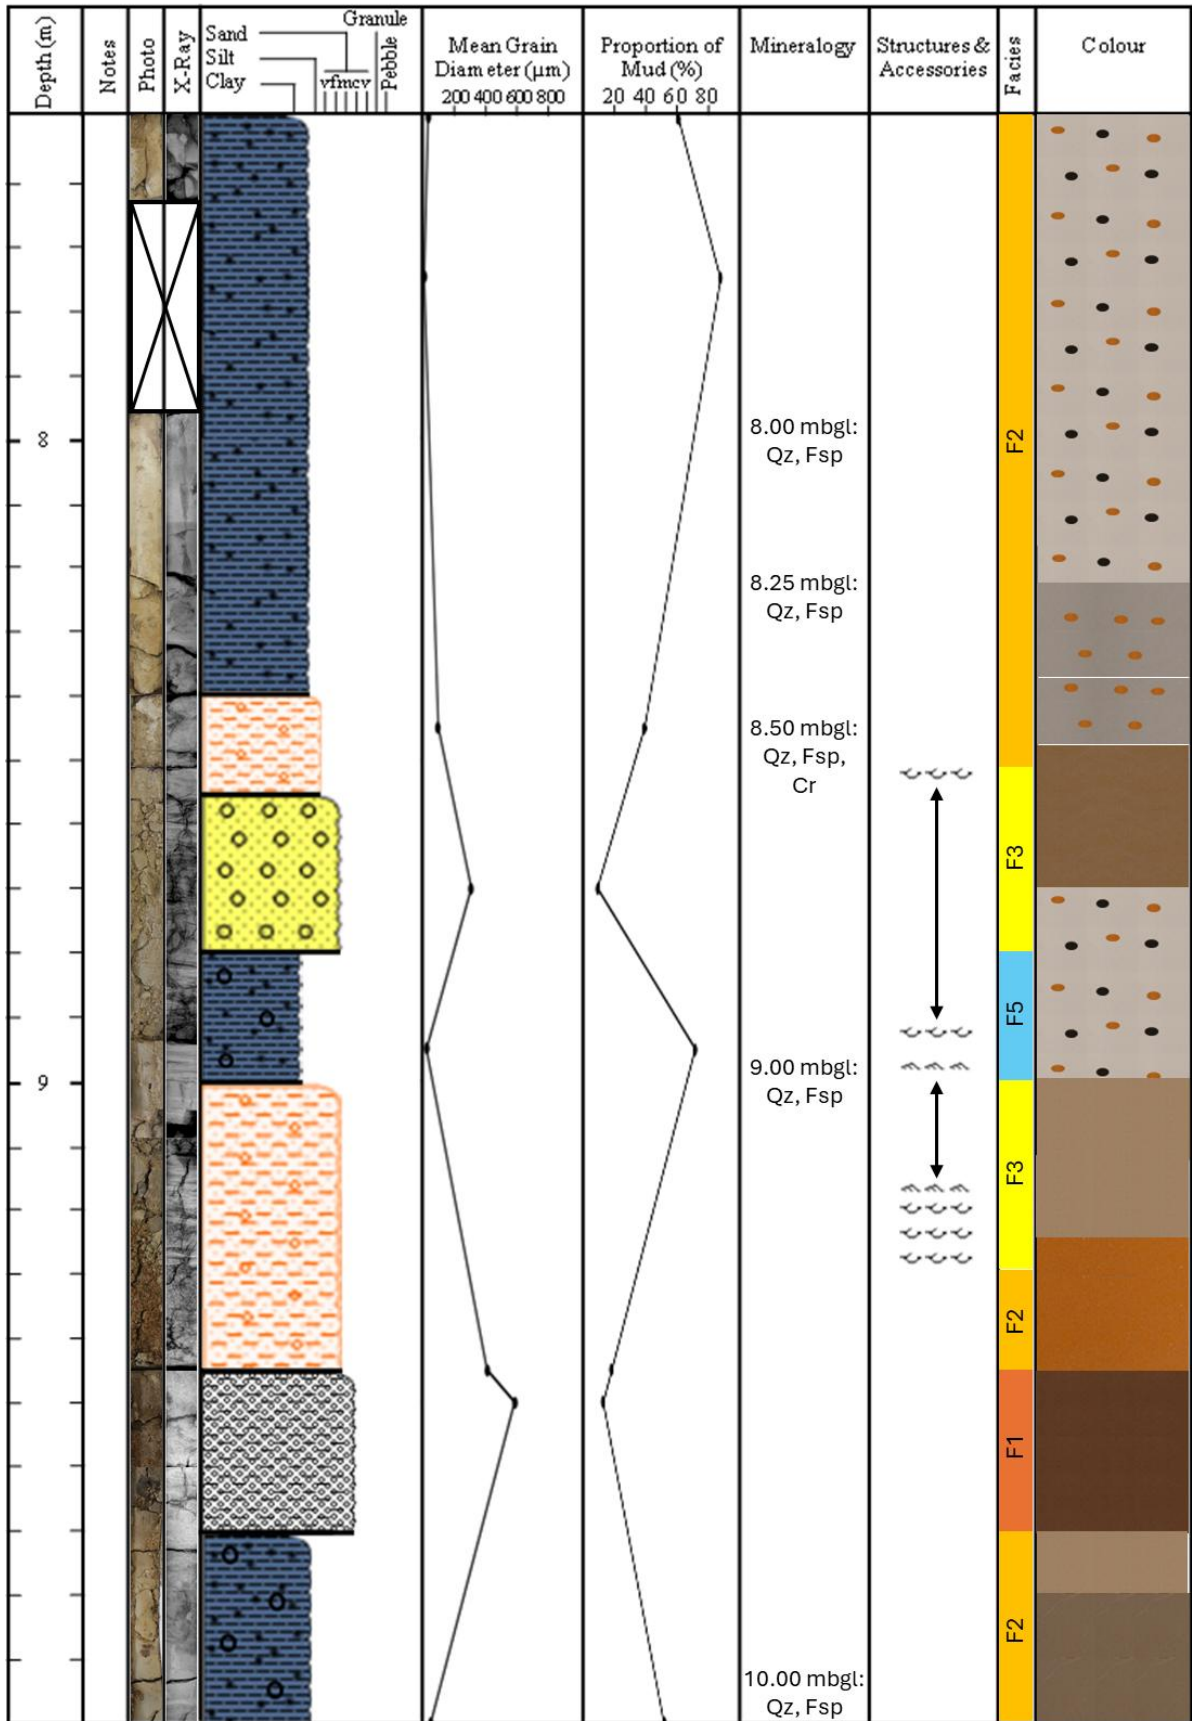 Depth (m)
Notes
Photo
X-Ray
Granule
Sand
Silt
Clay
vfmcv
Pebble
Mean Grain
Diameter (μm)
200 400 600 800
Proportion of
Mud (%)
20 40 60 80
Mineralogy
Structures &
Accessories
Facies
Colour
8
8.00 mbgl:
Qz, Fsp
F2
8.25 mbgl:
Qz, Fsp
8.50 mbgl:
Qz, Fsp,
Cr
F3
F5
9
9.00 mbgl:
Qz, Fsp
F3
F2
F1
F2
10.00 mbgl:
Qz, Fsp